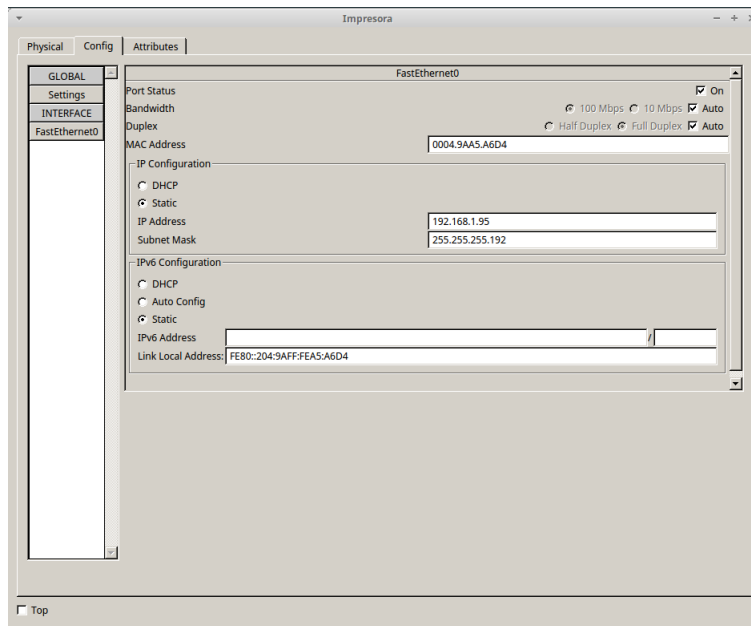 Impresora
Physical Config Attributes
GLOBAL
Settings
INTERFACE
FastEthernet0
FastEthernet0
Port Status On
Bandwidth 100 Mbps 10 Mbps Auto
Duplex Half Duplex Full Duplex Auto
MAC Address 0004.9AA5.A6D4
IP Configuration
DHCP
Static
IP Address 192.168.1.95
Subnet Mask 255.255.255.192
IPv6 Configuration
DHCP
Auto Config
Static
IPv6 Address /
Link Local Address: FE80::204:9AFF:FEA5:A6D4
Top